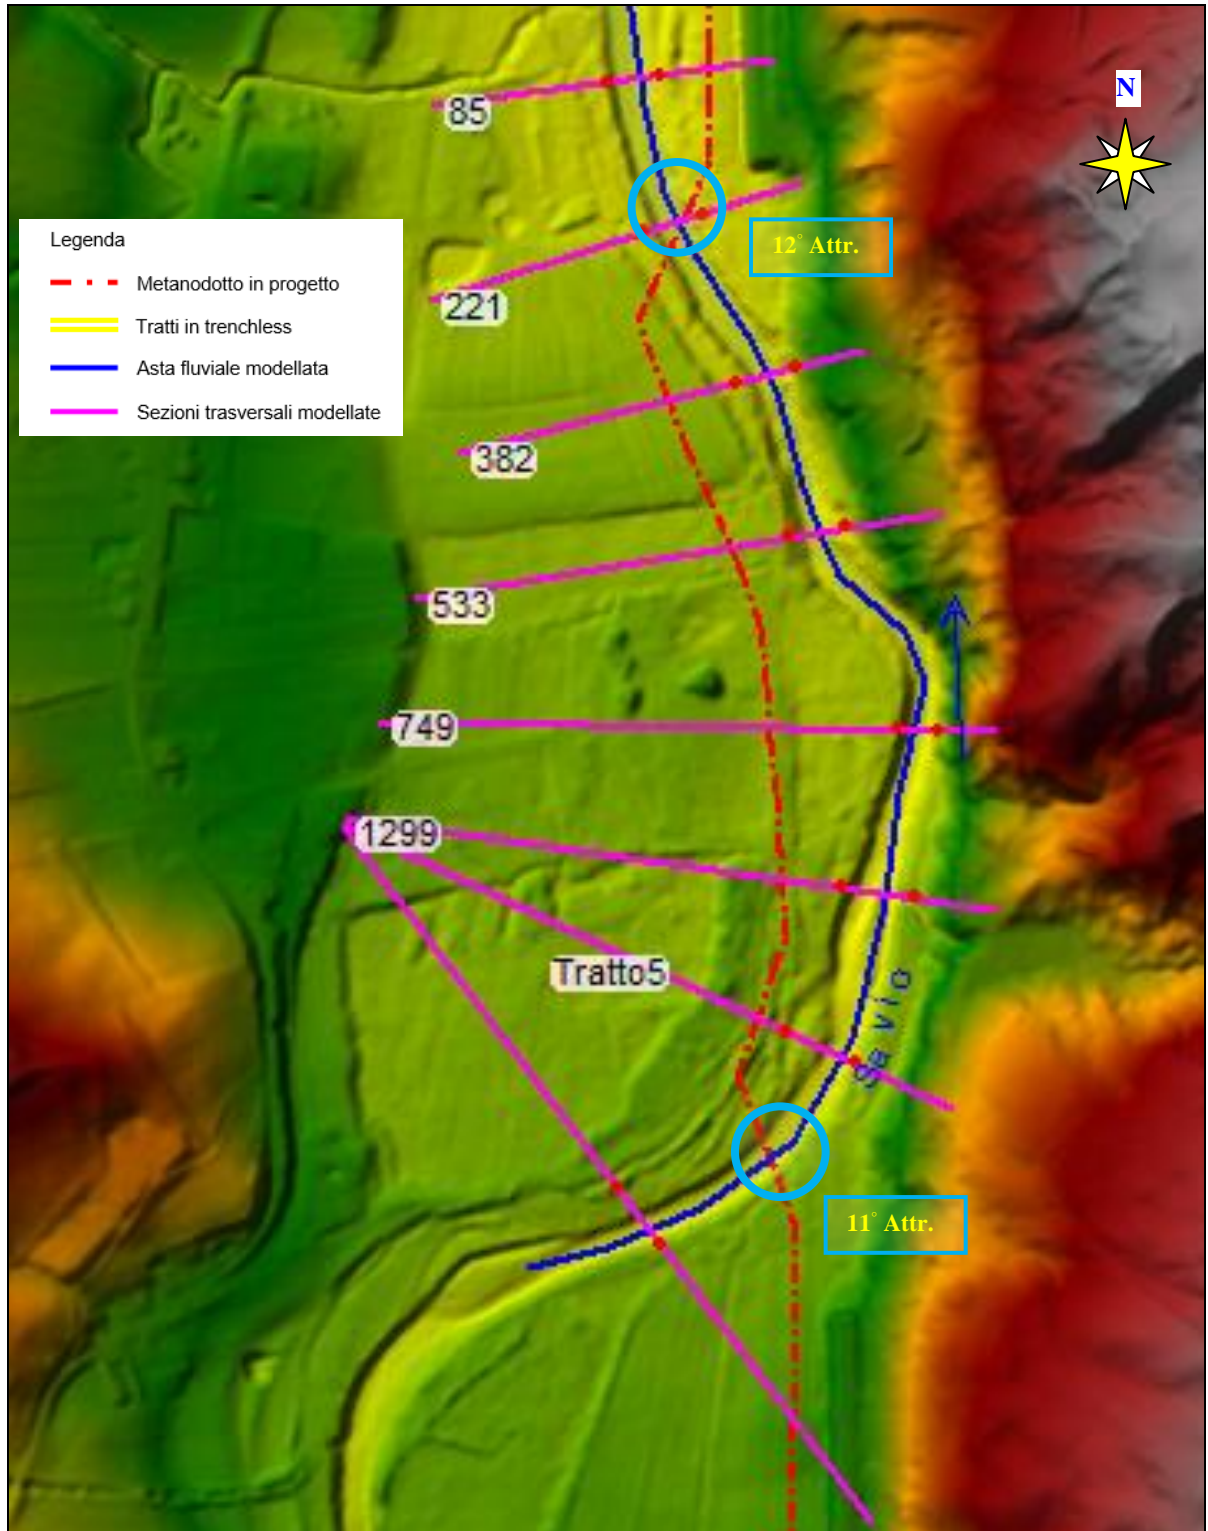 N
85
12° Attr.
221
Legenda
Metanodotto in progetto
Tratti in trenchless
Asta fluviale modellata
Sezioni trasversali modellate
382
533
749
1299
Tratto5
Savio
11° Attr.